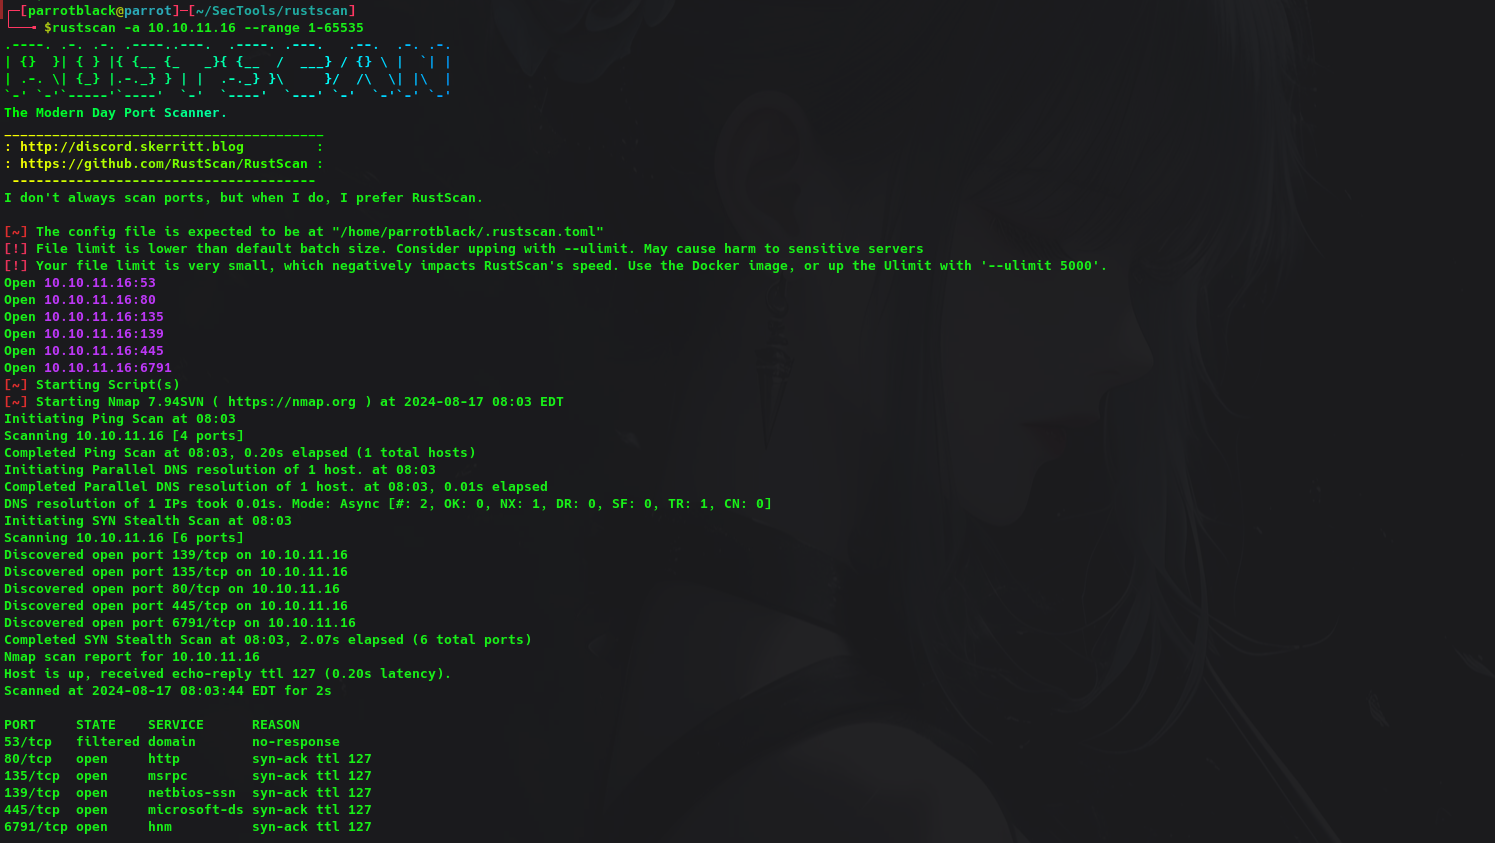 ┌─[parrotblack@parrot]─[~/SecTools/rustscan]
└──╼ $rustscan -a 10.10.11.16 --range 1-65535
.----. .-. .-. .----..---.  .----. .---.   .--.  .-. .-.
| {}  }| { } |{ {__ {_   _}{ {__  /  ___} / {} \ |  `| |
| .-. \| {_} |.-._} } | |  .-._} }\     }/  /\  \| |\  |
`-' `-'`-----'`----'  `-'  `----'  `---' `-'  `-'`-' `-'
The Modern Day Port Scanner.
________________________________________
: http://discord.skerritt.blog         :
: https://github.com/RustScan/RustScan :
 --------------------------------------
I don't always scan ports, but when I do, I prefer RustScan.

[~] The config file is expected to be at "/home/parrotblack/.rustscan.toml"
[!] File limit is lower than default batch size. Consider upping with --ulimit. May cause harm to sensitive servers
[!] Your file limit is very small, which negatively impacts RustScan's speed. Use the Docker image, or up the Ulimit with '--ulimit 5000'.
Open 10.10.11.16:53
Open 10.10.11.16:80
Open 10.10.11.16:135
Open 10.10.11.16:139
Open 10.10.11.16:445
Open 10.10.11.16:6791
[~] Starting Script(s)
[~] Starting Nmap 7.94SVN ( https://nmap.org ) at 2024-08-17 08:03 EDT
Initiating Ping Scan at 08:03
Scanning 10.10.11.16 [4 ports]
Completed Ping Scan at 08:03, 0.20s elapsed (1 total hosts)
Initiating Parallel DNS resolution of 1 host. at 08:03
Completed Parallel DNS resolution of 1 host. at 08:03, 0.01s elapsed
DNS resolution of 1 IPs took 0.01s. Mode: Async [#: 2, OK: 0, NX: 1, DR: 0, SF: 0, TR: 1, CN: 0]
Initiating SYN Stealth Scan at 08:03
Scanning 10.10.11.16 [6 ports]
Discovered open port 139/tcp on 10.10.11.16
Discovered open port 135/tcp on 10.10.11.16
Discovered open port 80/tcp on 10.10.11.16
Discovered open port 445/tcp on 10.10.11.16
Discovered open port 6791/tcp on 10.10.11.16
Completed SYN Stealth Scan at 08:03, 2.07s elapsed (6 total ports)
Nmap scan report for 10.10.11.16
Host is up, received echo-reply ttl 127 (0.20s latency).
Scanned at 2024-08-17 08:03:44 EDT for 2s

PORT     STATE    SERVICE      REASON
53/tcp   filtered domain       no-response
80/tcp   open     http         syn-ack ttl 127
135/tcp  open     msrpc        syn-ack ttl 127
139/tcp  open     netbios-ssn  syn-ack ttl 127
445/tcp  open     microsoft-ds syn-ack ttl 127
6791/tcp open     hnm          syn-ack ttl 127